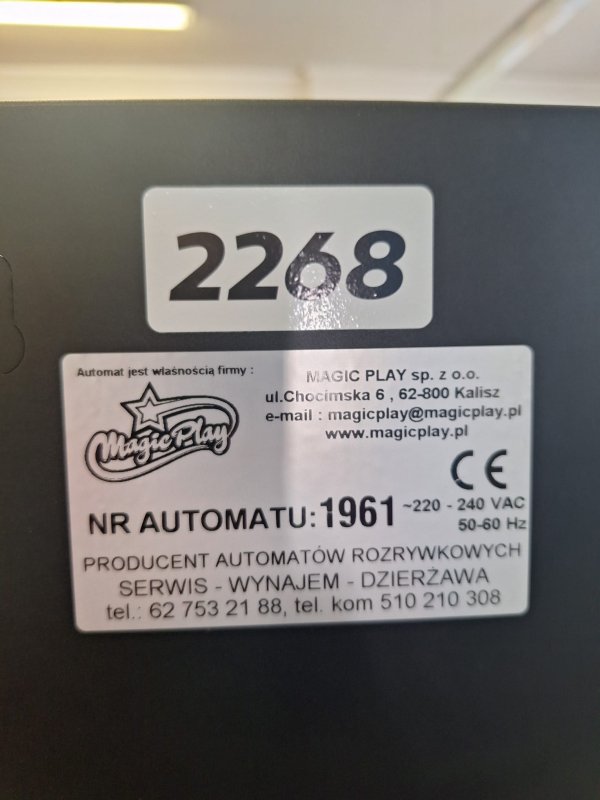 2268
Automat jest własnością firmy :
MAGIC PLAY sp. z o.o.
ul.Chocimska 6 , 62-800 Kalisz
e-mail : magicplay@magicplay.pl
www.magicplay.pl
Magic Play
CE
NR AUTOMATU: 1961
~220 - 240 VAC
50-60 Hz
PRODUCENT AUTOMATÓW ROZRYWKOWYCH
SERWIS - WYNAJEM - DZIERŻAWA
tel.: 62 753 21 88, tel. kom 510 210 308